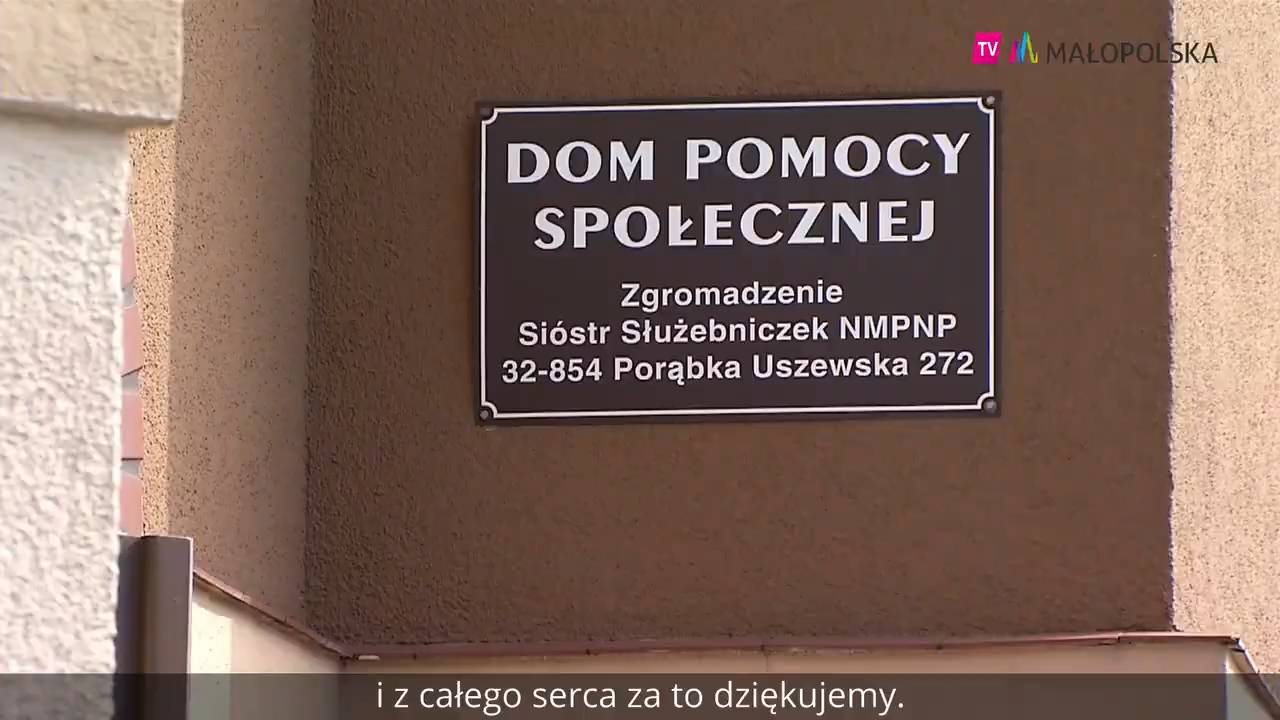 TV MAŁOPOLSKA
DOM POMOCY
SPOŁECZNEJ
Zgromadzenie
Sióstr Służebniczek NMPNP
32-854 Porąbka Uszewska 272
i z całego serca za to dziękujemy.